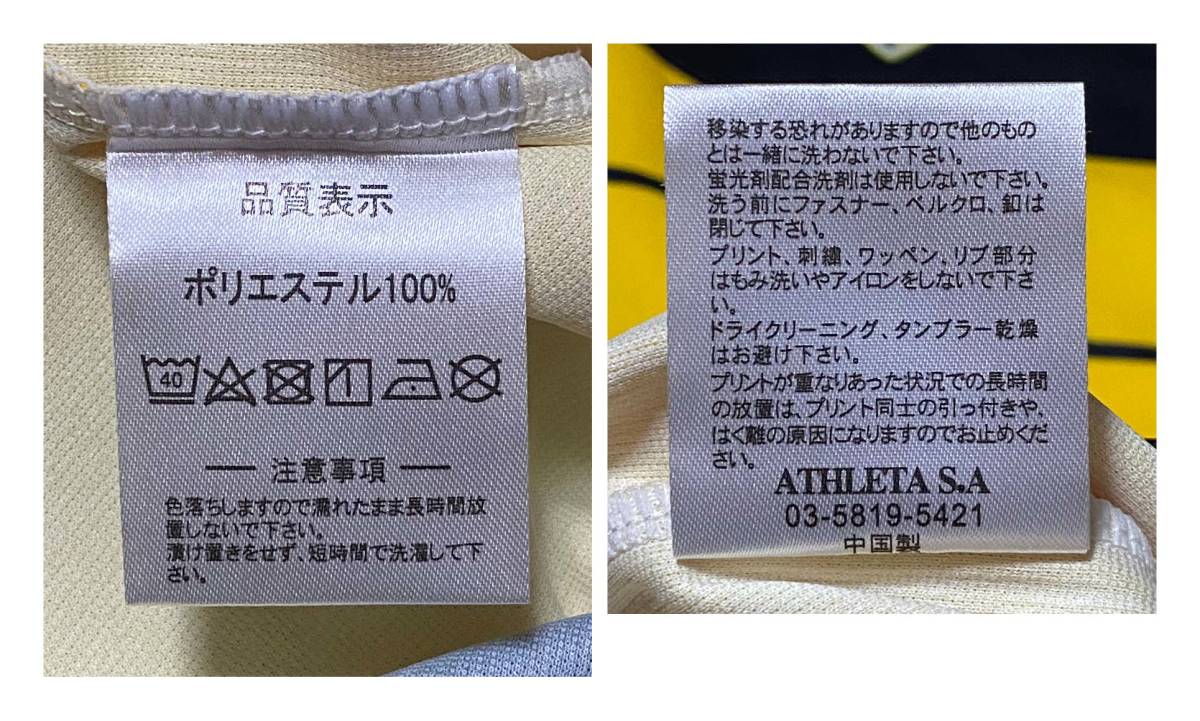 品質表示
ポリエステル100%
40
注意事項
色落ちしますので濡れたまま長時間放
置しないで下さい。
漬け置きをせず、短時間で洗濯して下
さい。
移染する恐れがありますので他のもの
とは一緒に洗わないで下さい。
蛍光剤配合洗剤は使用しないで下さい。
洗う前にファスナー、ベルクロ、釦は
閉じて下さい。
プリント、刺繍、ワッペン、リブ部分
はもみ洗いやアイロンをしないで下さ
い。
ドライクリーニング、タンブラー乾燥
はお避け下さい。
プリントが重なりあった状況での長時間
の放置は、プリント同士の引っ付きや、
はく離の原因になりますのでお止めくだ
さい。
ATHLETA S.A
03-5819-5421
中国製